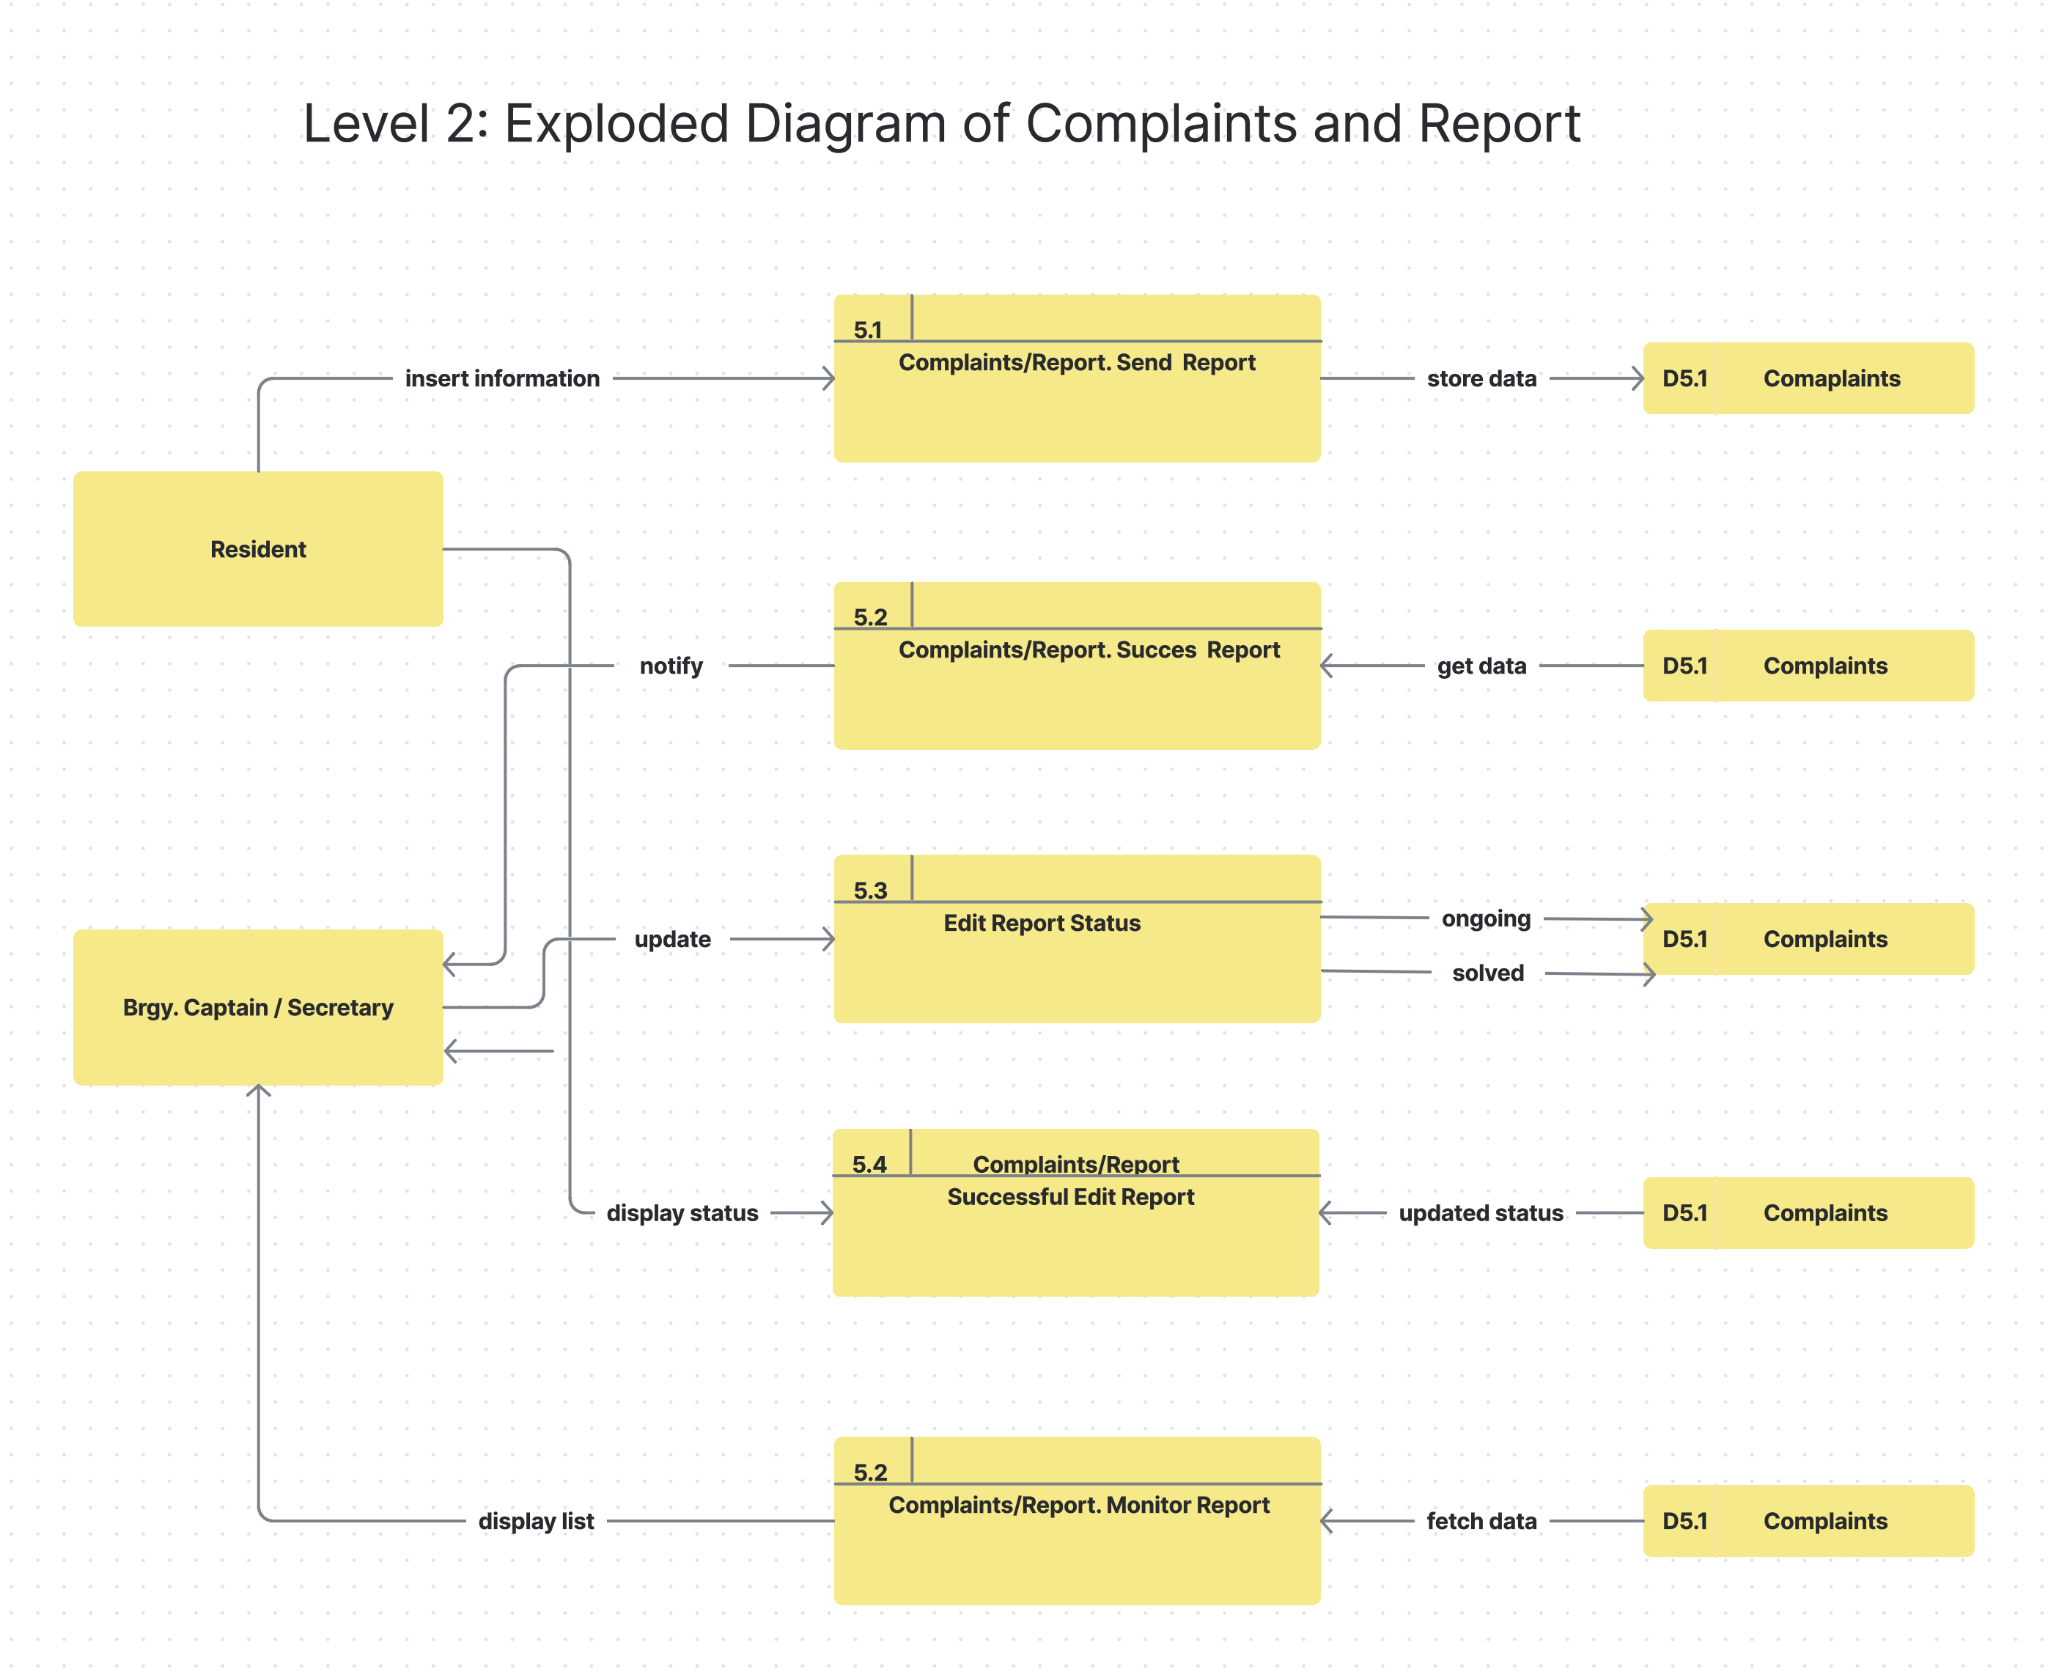 Level 2: Exploded Diagram of Complaints and Report
5.1
Complaints/Report. Send Report
insert information
store data
D5.1 Comaplaints
Resident
5.2
Complaints/Report. Succes Report
notify
get data
D5.1 Complaints
5.3
Edit Report Status
ongoing
update
D5.1 Complaints
solved
Brgy. Captain / Secretary
5.4 Complaints/Report
Successful Edit Report
display status
updated status
D5.1 Complaints
5.2
Complaints/Report. Monitor Report
display list
fetch data
D5.1 Complaints